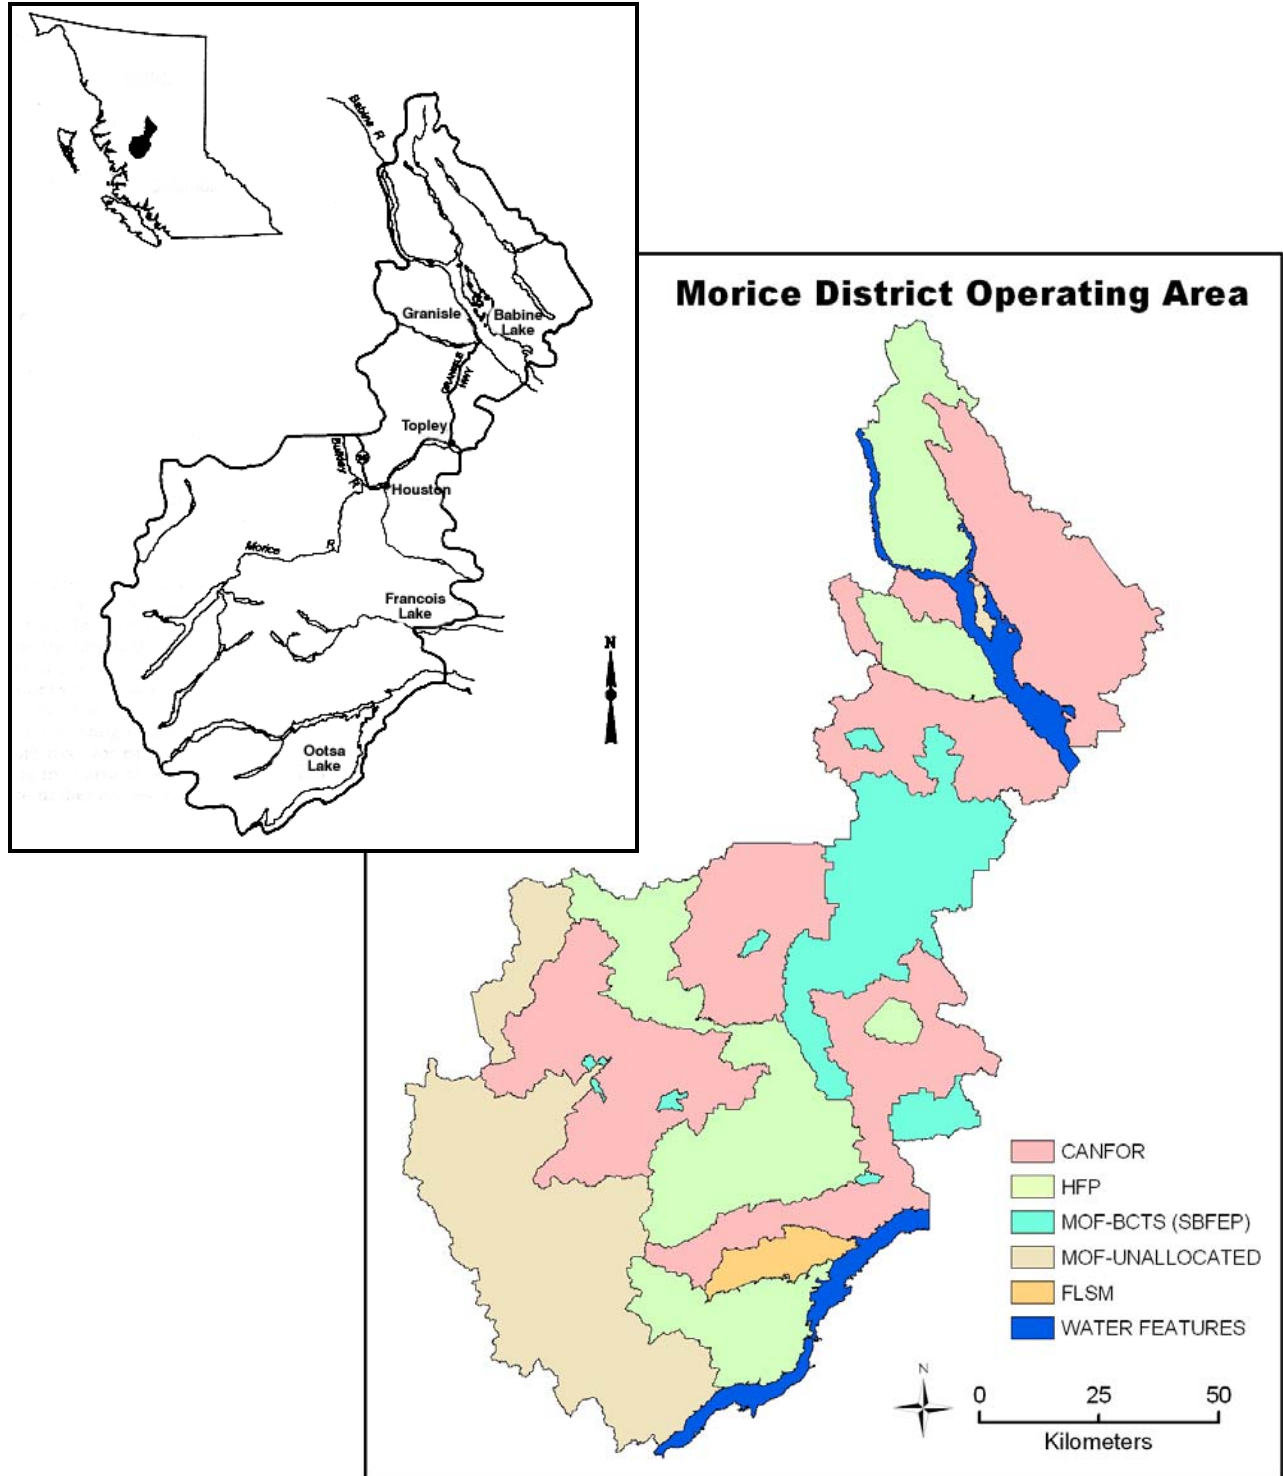 Babine R.
Granisle
Babine
Lake
GRANISLE
HWY
Topley
Bulkley
R.
16
Houston
Morice R.
Francois
Lake
N
Ootsa
Lake
Morice District Operating Area
CANFOR
HFP
MOF-BCTS (SBFEP)
MOF-UNALLOCATED
FLSM
WATER FEATURES
N
0 25 50
Kilometers